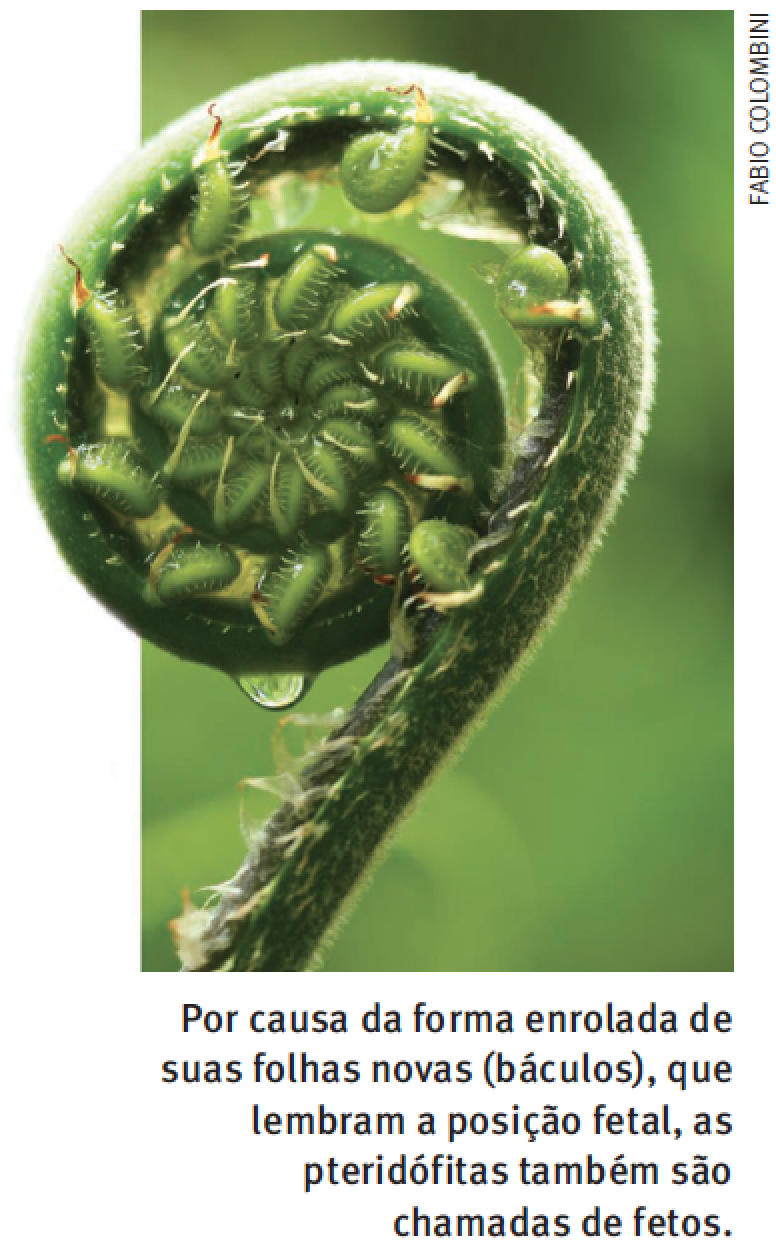 FABIO COLOMBINI
Por causa da forma enrolada de
suas folhas novas (báculos), que
lembram a posição fetal, as
pteridófitas também são
chamadas de fetos.